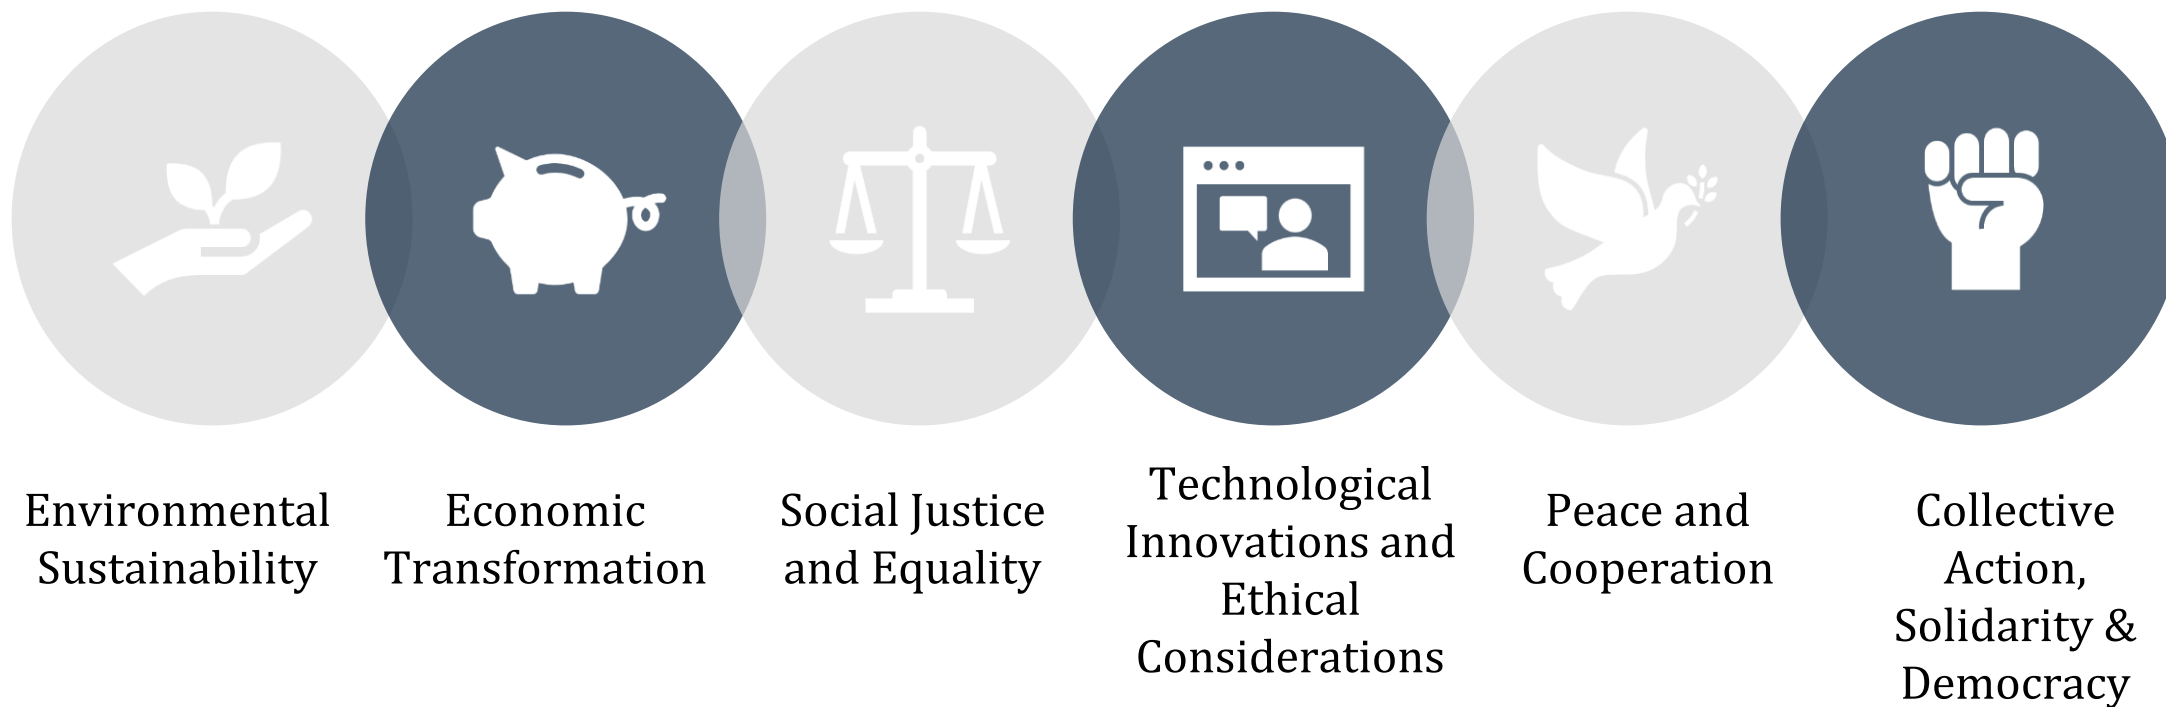 Environmental
Sustainability
Economic
Transformation
Social Justice
and Equality
Technological
Innovations and
Ethical
Considerations
Peace and
Cooperation
Collective
Action,
Solidarity &
Democracy